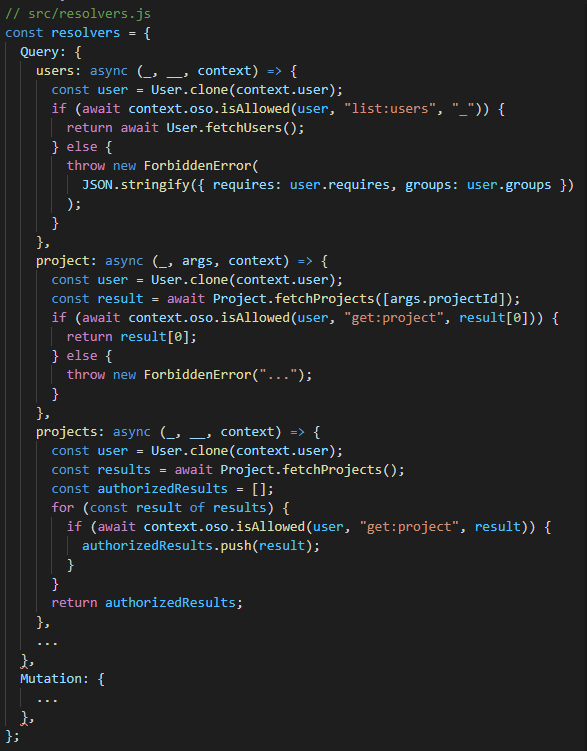 // src/resolvers.js
const resolvers = {
  Query: {
    users: async (_, __, context) => {
      const user = User.clone(context.user);
      if (await context.oso.isAllowed(user, "list:users", "_")) {
        return await User.fetchUsers();
      } else {
        throw new ForbiddenError(
          JSON.stringify({ requires: user.requires, groups: user.groups })
        );
      }
    },
    project: async (_, args, context) => {
      const user = User.clone(context.user);
      const result = await Project.fetchProjects([args.projectId]);
      if (await context.oso.isAllowed(user, "get:project", result[0])) {
        return result[0];
      } else {
        throw new ForbiddenError("...");
      }
    },
    projects: async (_, __, context) => {
      const user = User.clone(context.user);
      const results = await Project.fetchProjects();
      const authorizedResults = [];
      for (const result of results) {
        if (await context.oso.isAllowed(user, "get:project", result)) {
          authorizedResults.push(result);
        }
      }
      return authorizedResults;
    },
    ...
  },
  Mutation: {
    ...
  },
};